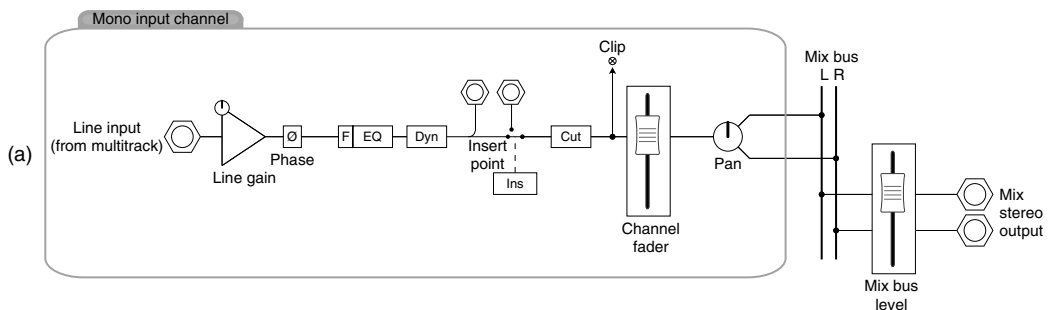 Mono input channel
(a)
Line input
(from multitrack)
Line gain
Ø
Phase
F
EQ
Dyn
Insert
point
Ins
Cut
Clip
Channel
fader
Pan
Mix bus
L R
Mix bus
level
Mix
stereo
output